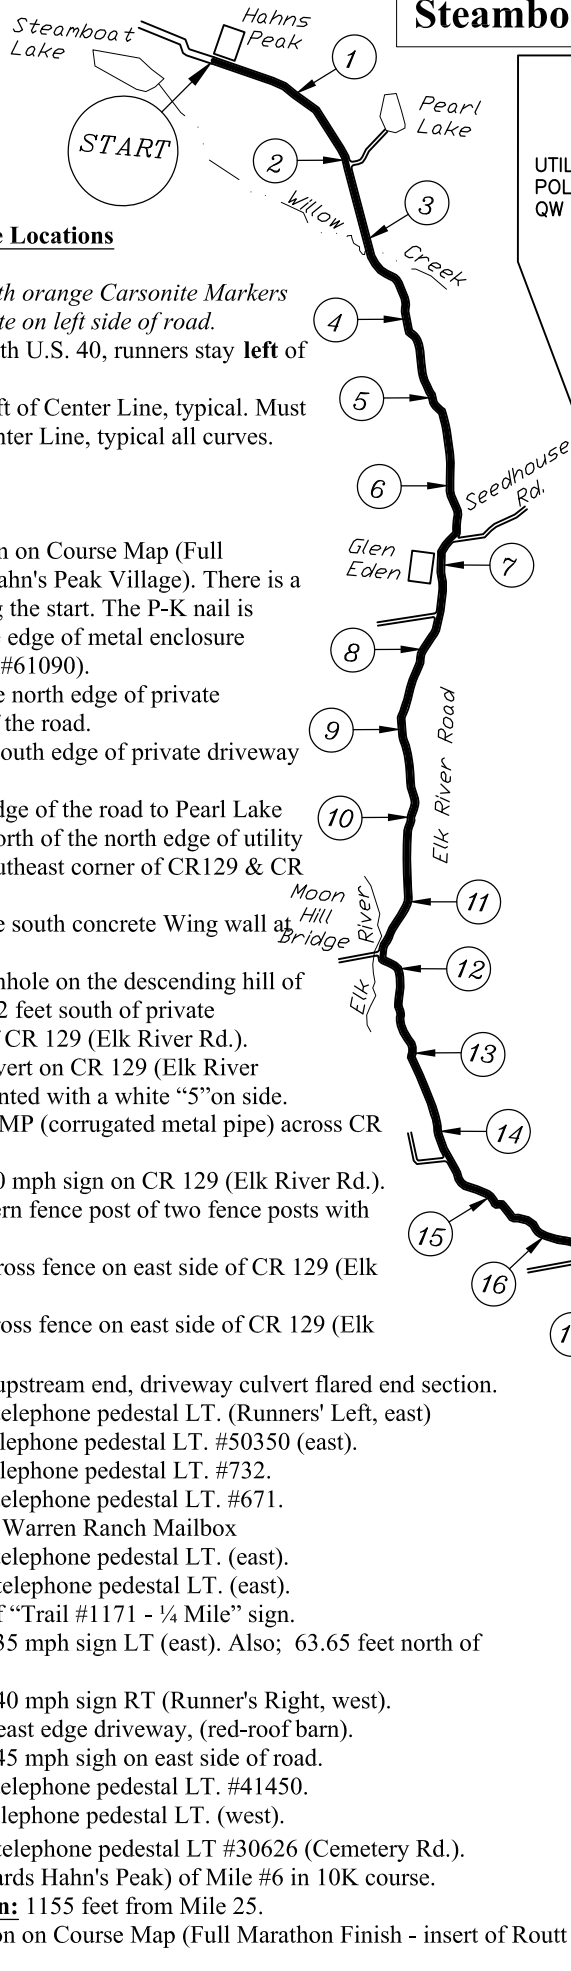 Steambo
Hahns
Peak
Steamboat
Lake
1
Pearl
Lake
START
2
UTIL
POL
QW
Willow
3
Creek
e Locations
th orange Carsonite Markers
te on left side of road.
4
th U.S. 40, runners stay left of
5
ft of Center Line, typical. Must
nter Line, typical all curves.
6
Seedhouse
Rd.
Glen
Eden
7
n on Course Map (Full
ahn's Peak Village). There is a
g the start. The P-K nail is
e edge of metal enclosure
#61090).
8
e north edge of private
f the road.
9
outh edge of private driveway
Elk River Road
10
dge of the road to Pearl Lake
orth of the north edge of utility
utheast corner of CR129 & CR
Moon
Hill
Bridge
11
e south concrete Wing wall at
Elk River
12
nhole on the descending hill of
2 feet south of private
f CR 129 (Elk River Rd.).
13
vert on CR 129 (Elk River
nted with a white “5”on side.
MP (corrugated metal pipe) across CR
14
0 mph sign on CR 129 (Elk River Rd.).
ern fence post of two fence posts with
15
ross fence on east side of CR 129 (Elk
16
ross fence on east side of CR 129 (Elk
1
upstream end, driveway culvert flared end section.
telephone pedestal LT. (Runners' Left, east)
elephone pedestal LT. #50350 (east).
elephone pedestal LT. #732.
telephone pedestal LT. #671.
Warren Ranch Mailbox
telephone pedestal LT. (east).
telephone pedestal LT. (east).
f “Trail #1171 - ¼ Mile” sign.
35 mph sign LT (east). Also;  63.65 feet north of
40 mph sign RT (Runner's Right, west).
east edge driveway, (red-roof barn).
45 mph sigh on east side of road.
elephone pedestal LT. #41450.
elephone pedestal LT. (west).
telephone pedestal LT #30626 (Cemetery Rd.).
ards Hahn's Peak) of Mile #6 in 10K course.
n: 1155 feet from Mile 25.
on on Course Map (Full Marathon Finish - insert of Routt